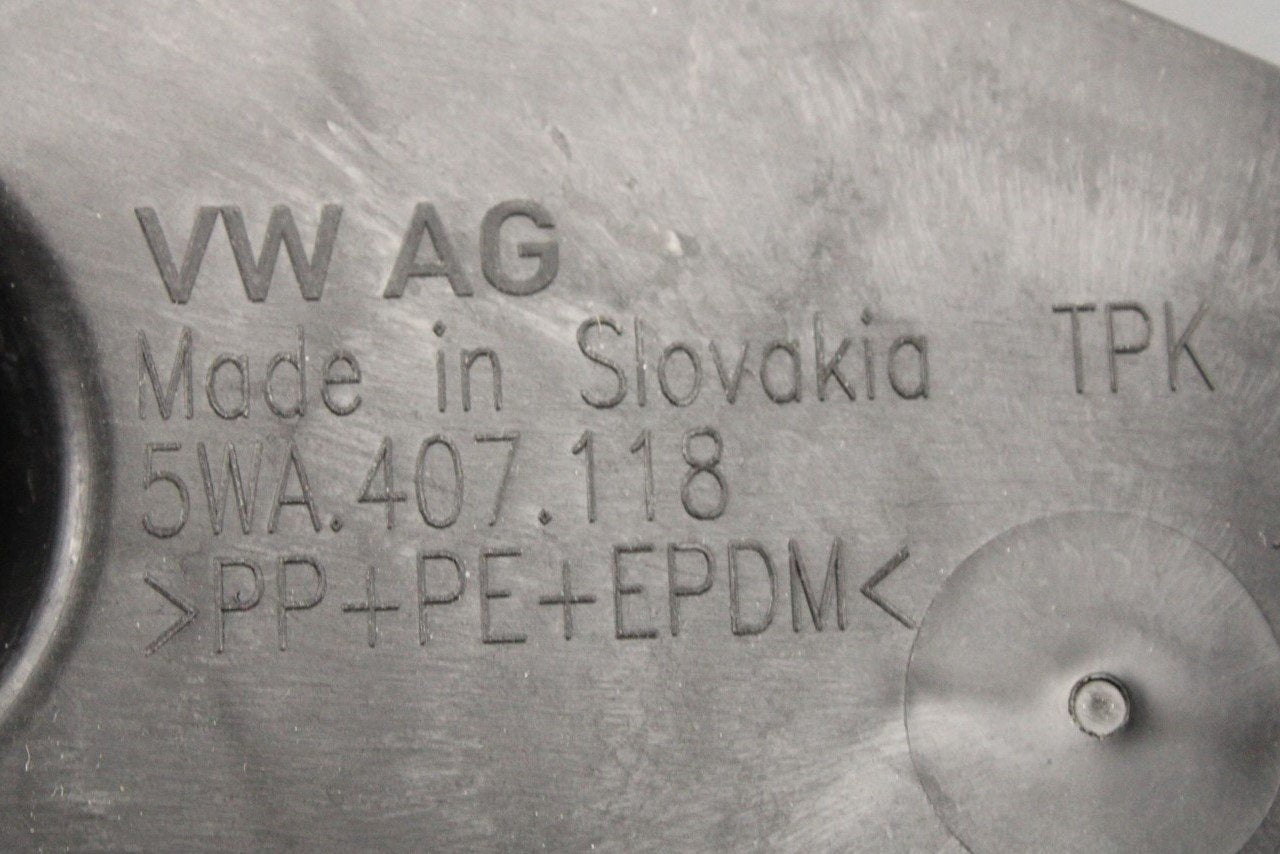 VW AG
Made in Slovakia TPK
5WA.407.118
>PP+PE+EPDM<